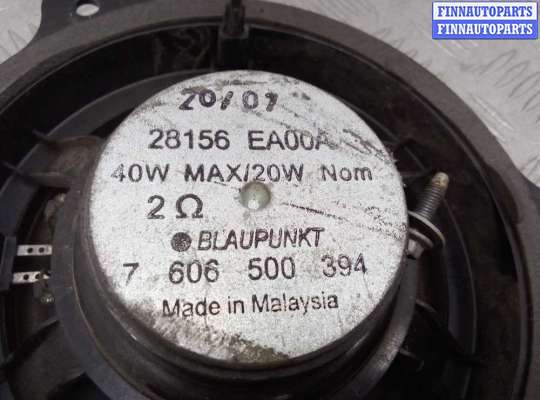 FINNAUTOPARTS
FINNAUTOPARTS
20/07
28156 EA00A
40W MAX/20W Nom
2 Ω
BLAUPUNKT
7 606 500 394
Made in Malaysia